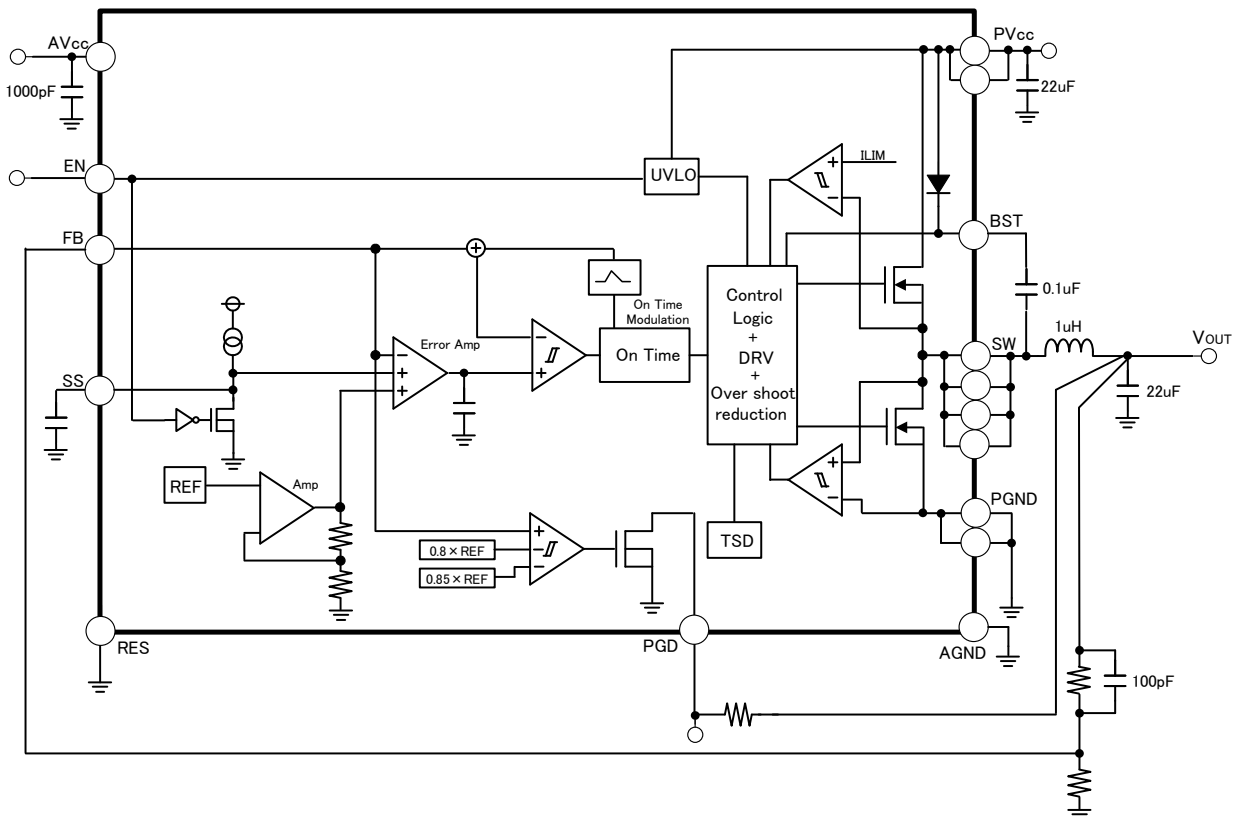 AVcc
PVcc
1000pF
22uF
EN
UVLO
ILIM
+
−
FB
BST
+
On Time
Modulation
Control
Logic
+
DRV
+
Over shoot
reduction
0.1uF
Error Amp
−
+
+
−
+
On Time
SW
1uH
VOUT
22uF
SS
REF
Amp
+
−
PGND
0.8×REF
0.85×REF
+
−
−
TSD
RES
PGD
AGND
100pF